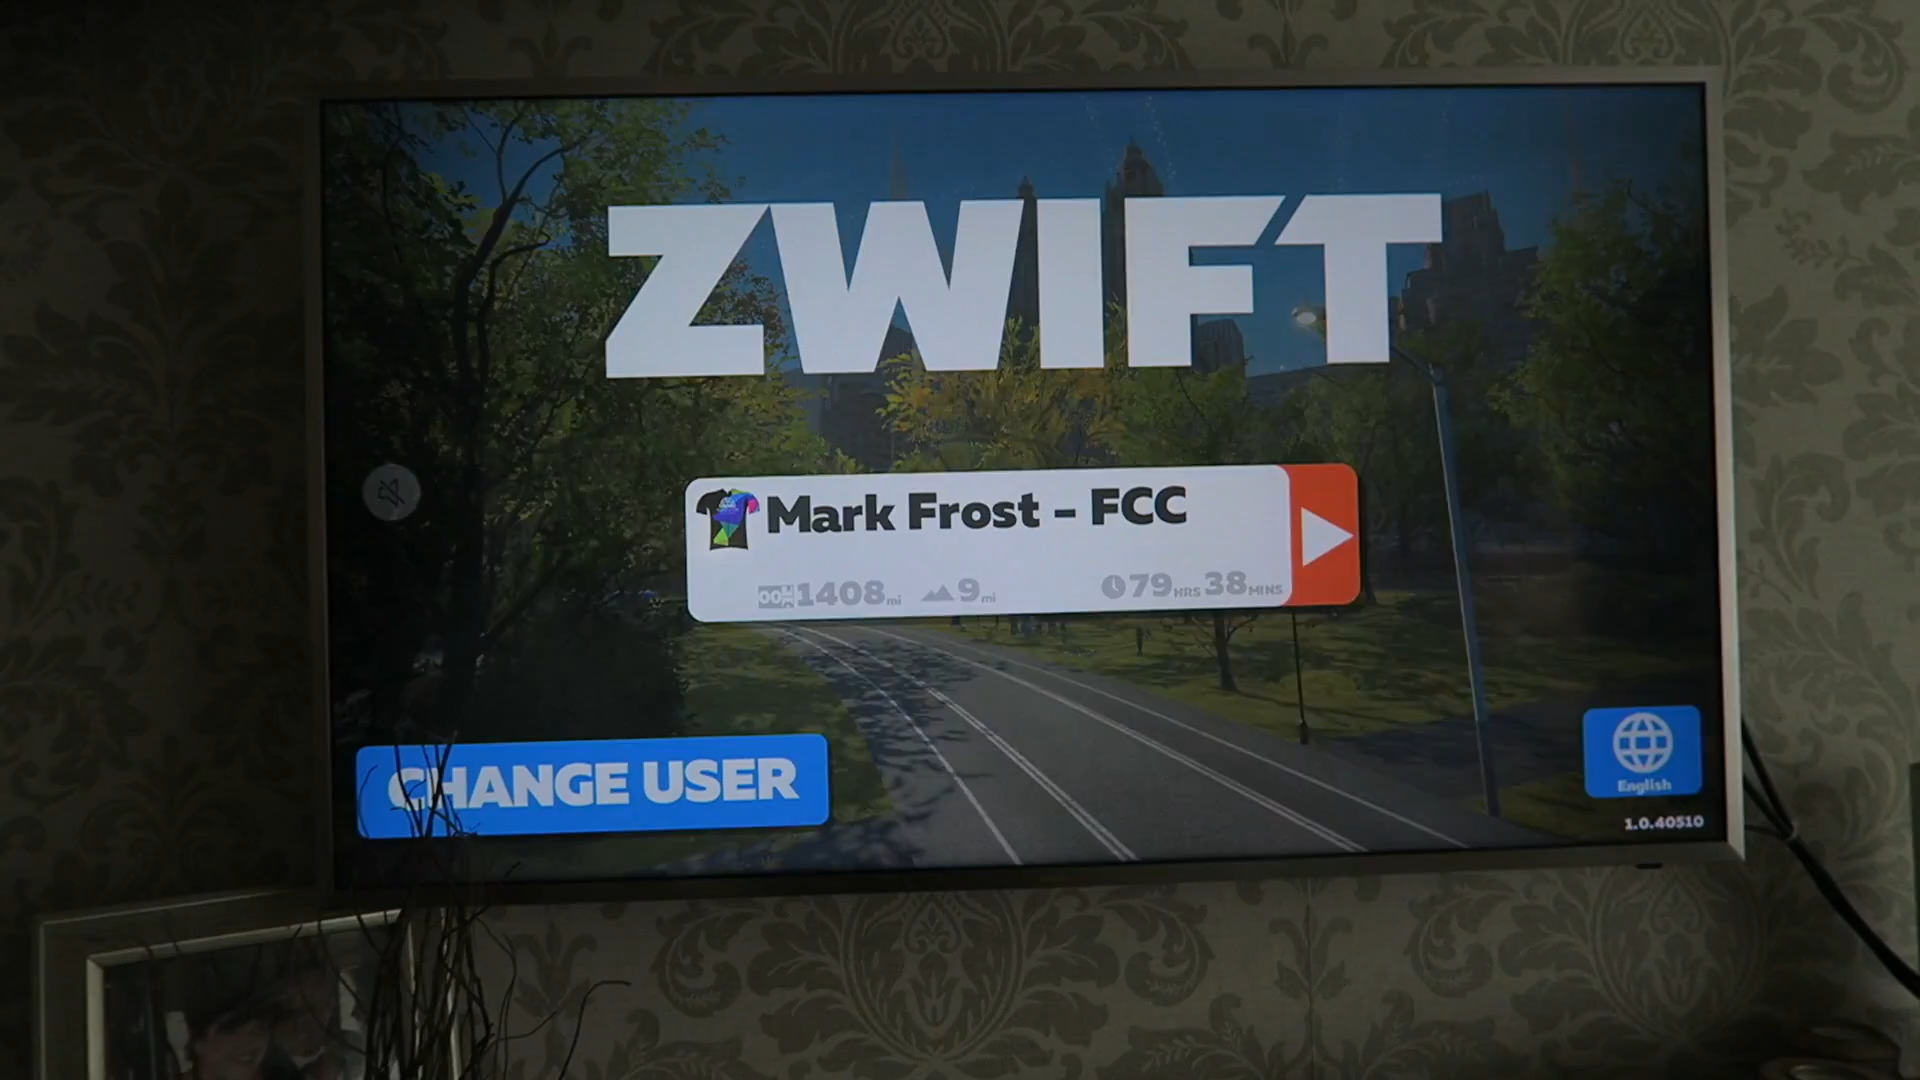 ZWIFT
Mark Frost - FCC
1408mi 9mi 79HRS 38MINS
CHANGE USER
English
1.0.40510